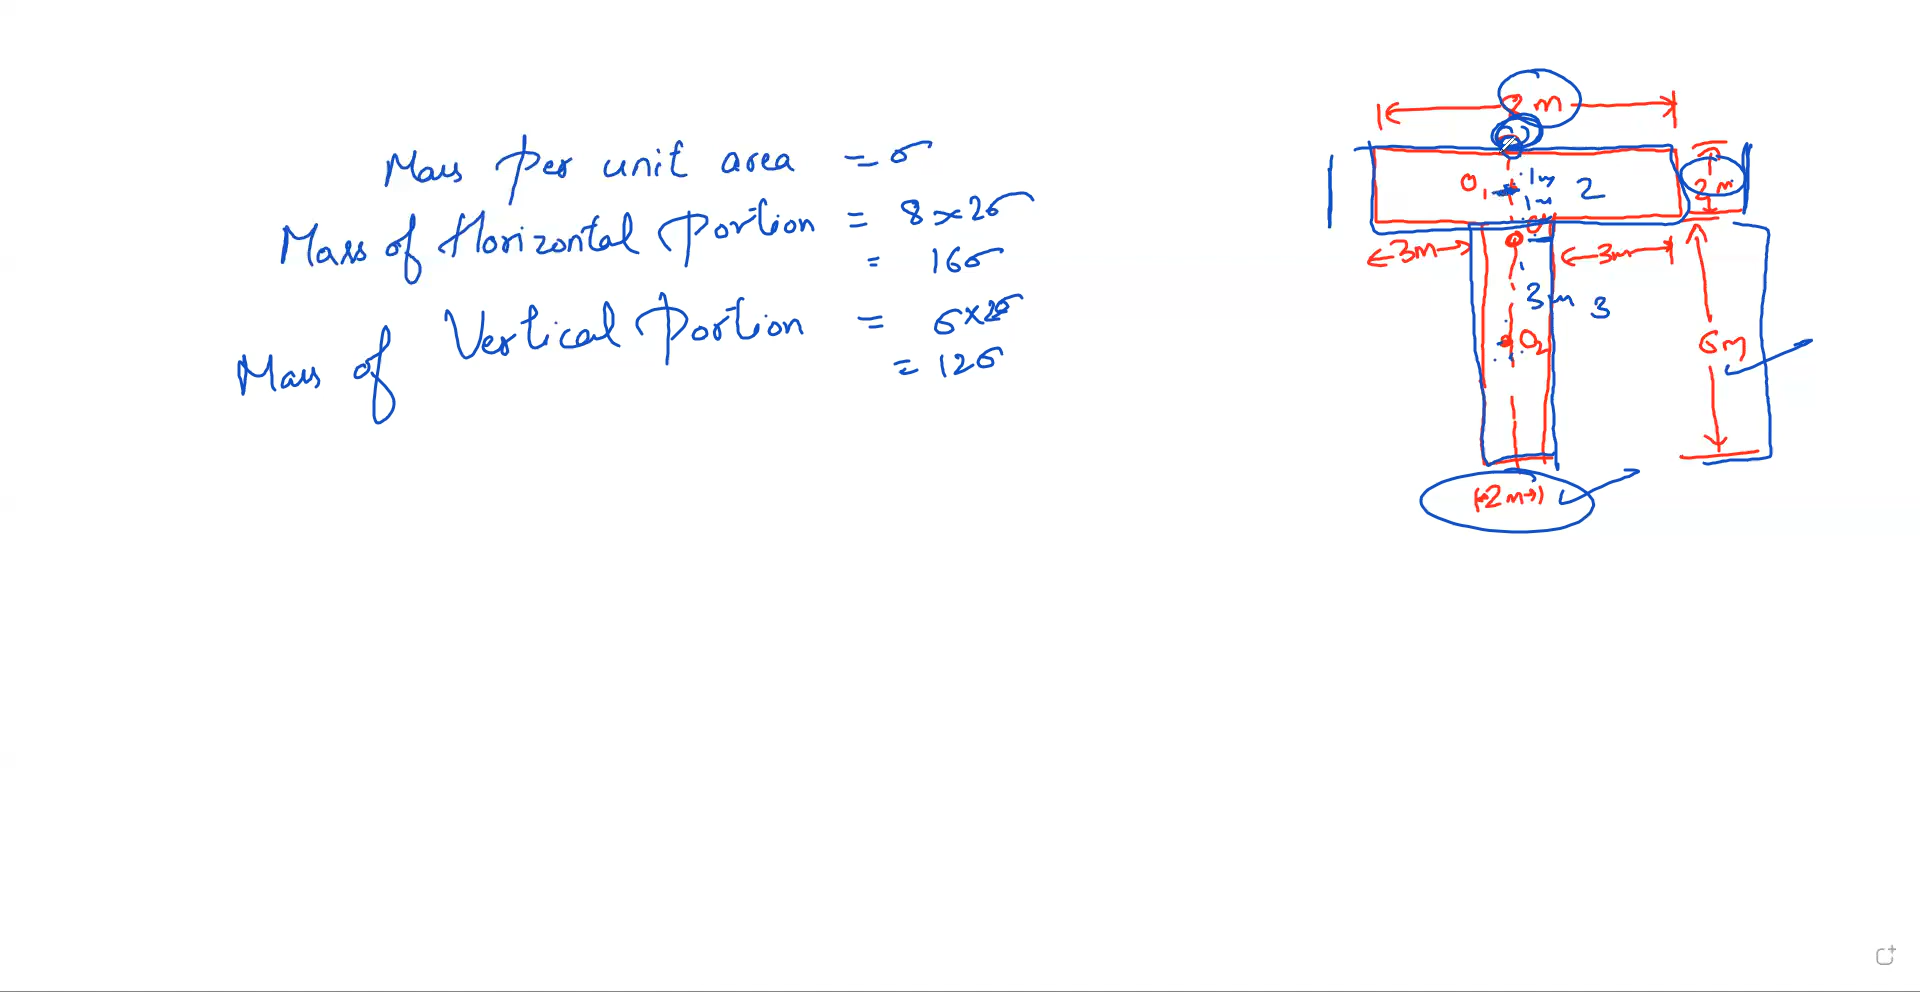 Mass Per unit area = σ
Mass of Horizontal Portion = 8 × 2σ
= 16σ
Mass of Vertical Portion = 6×2σ
= 12σ
m
O₁
1m
1m
2
2m
O
←3m→
←3m→
3m
3
O₂
6m
(←2m→)